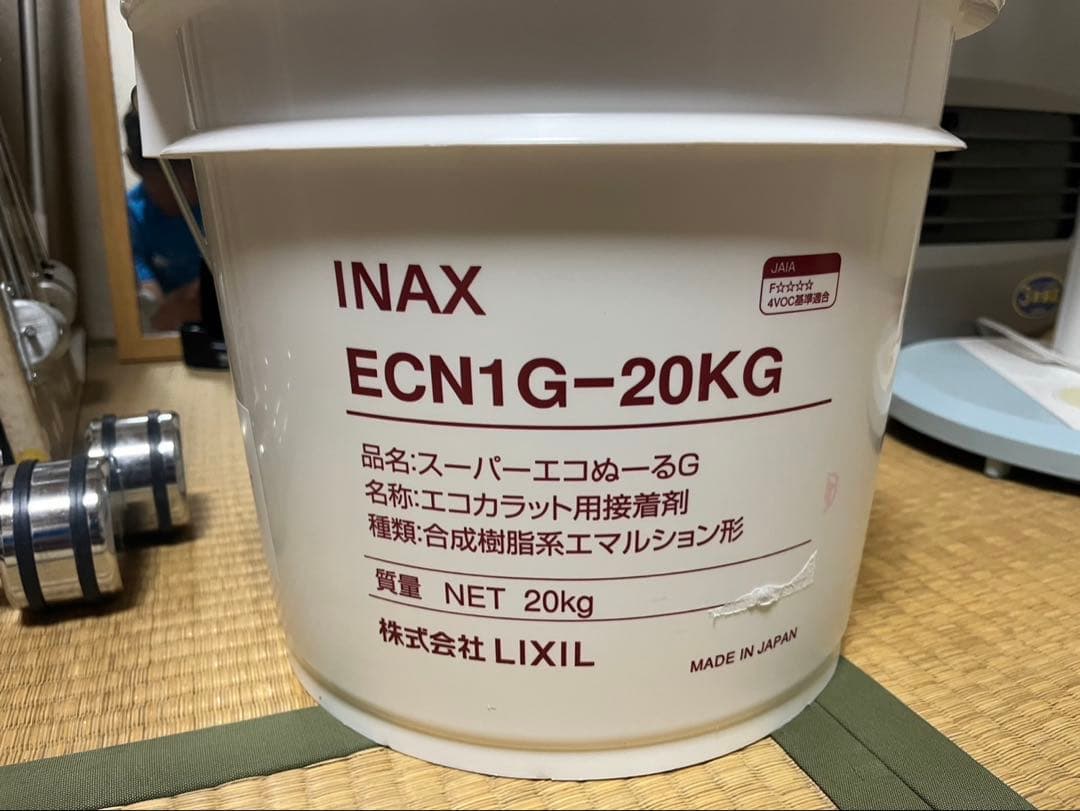 INAX
JAIA
F☆☆☆☆
4VOC基準適合
ECN1G-20KG
品名:スーパーエコぬーるG
名称:エコカラット用接着剤
種類:合成樹脂系エマルション形
質量 NET 20kg
株式会社 LIXIL
MADE IN JAPAN